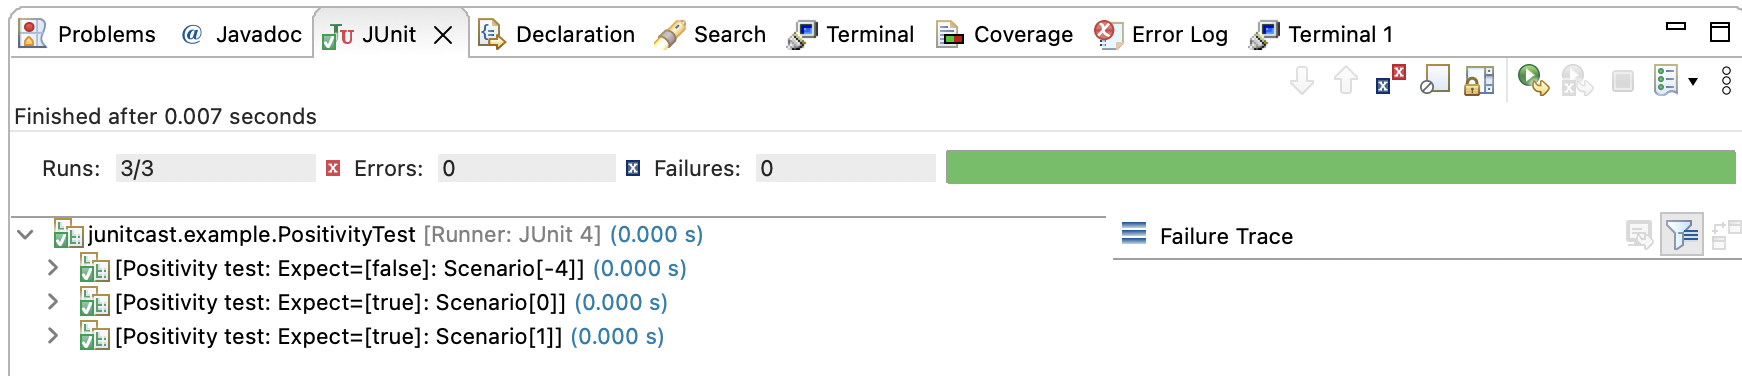 Problems @ Javadoc JUnit Declaration Search Terminal Coverage Error Log Terminal 1
Finished after 0.007 seconds
Runs: 3/3 Errors: 0 Failures: 0
junitcast.example.PositivityTest [Runner: JUnit 4] (0.000 s)
Failure Trace
[Positivity test: Expect=[false]: Scenario[-4]] (0.000 s)
[Positivity test: Expect=[true]: Scenario[0]] (0.000 s)
[Positivity test: Expect=[true]: Scenario[1]] (0.000 s)